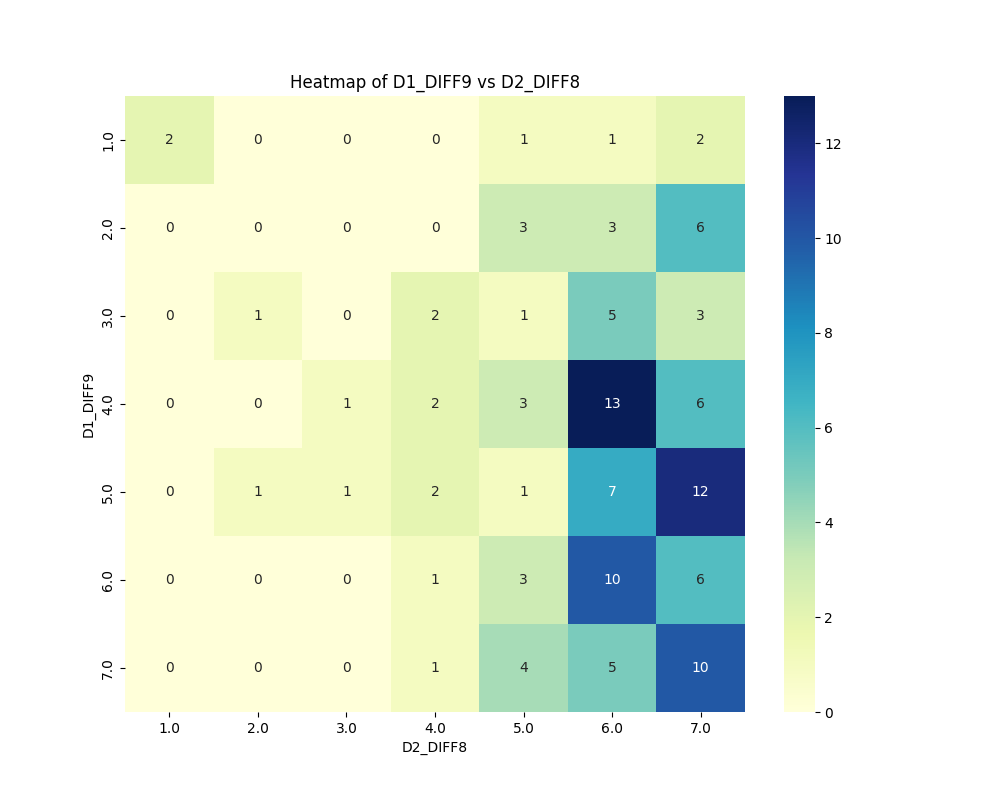 Heatmap of D1_DIFF9 vs D2_DIFF8
1.0 2 0 0 0 1 1 2
2.0 0 0 0 0 3 3 6
3.0 0 1 0 2 1 5 3
4.0 0 0 1 2 3 13 6
5.0 0 1 1 2 1 7 12
6.0 0 0 0 1 3 10 6
7.0 0 0 0 1 4 5 10
D1_DIFF9
1.0 2.0 3.0 4.0 5.0 6.0 7.0
D2_DIFF8
12
10
8
6
4
2
0